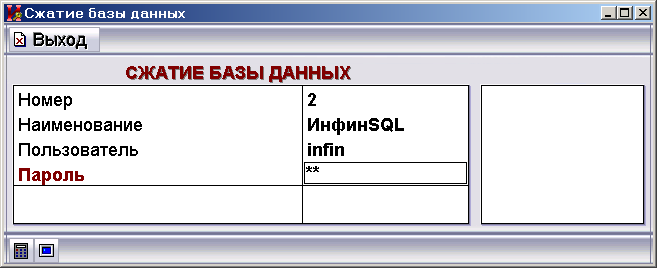 Сжатие базы данных
Выход
СЖАТИЕ БАЗЫ ДАННЫХ
Номер 2
Наименование ИнфинSQL
Пользователь infin
Пароль **